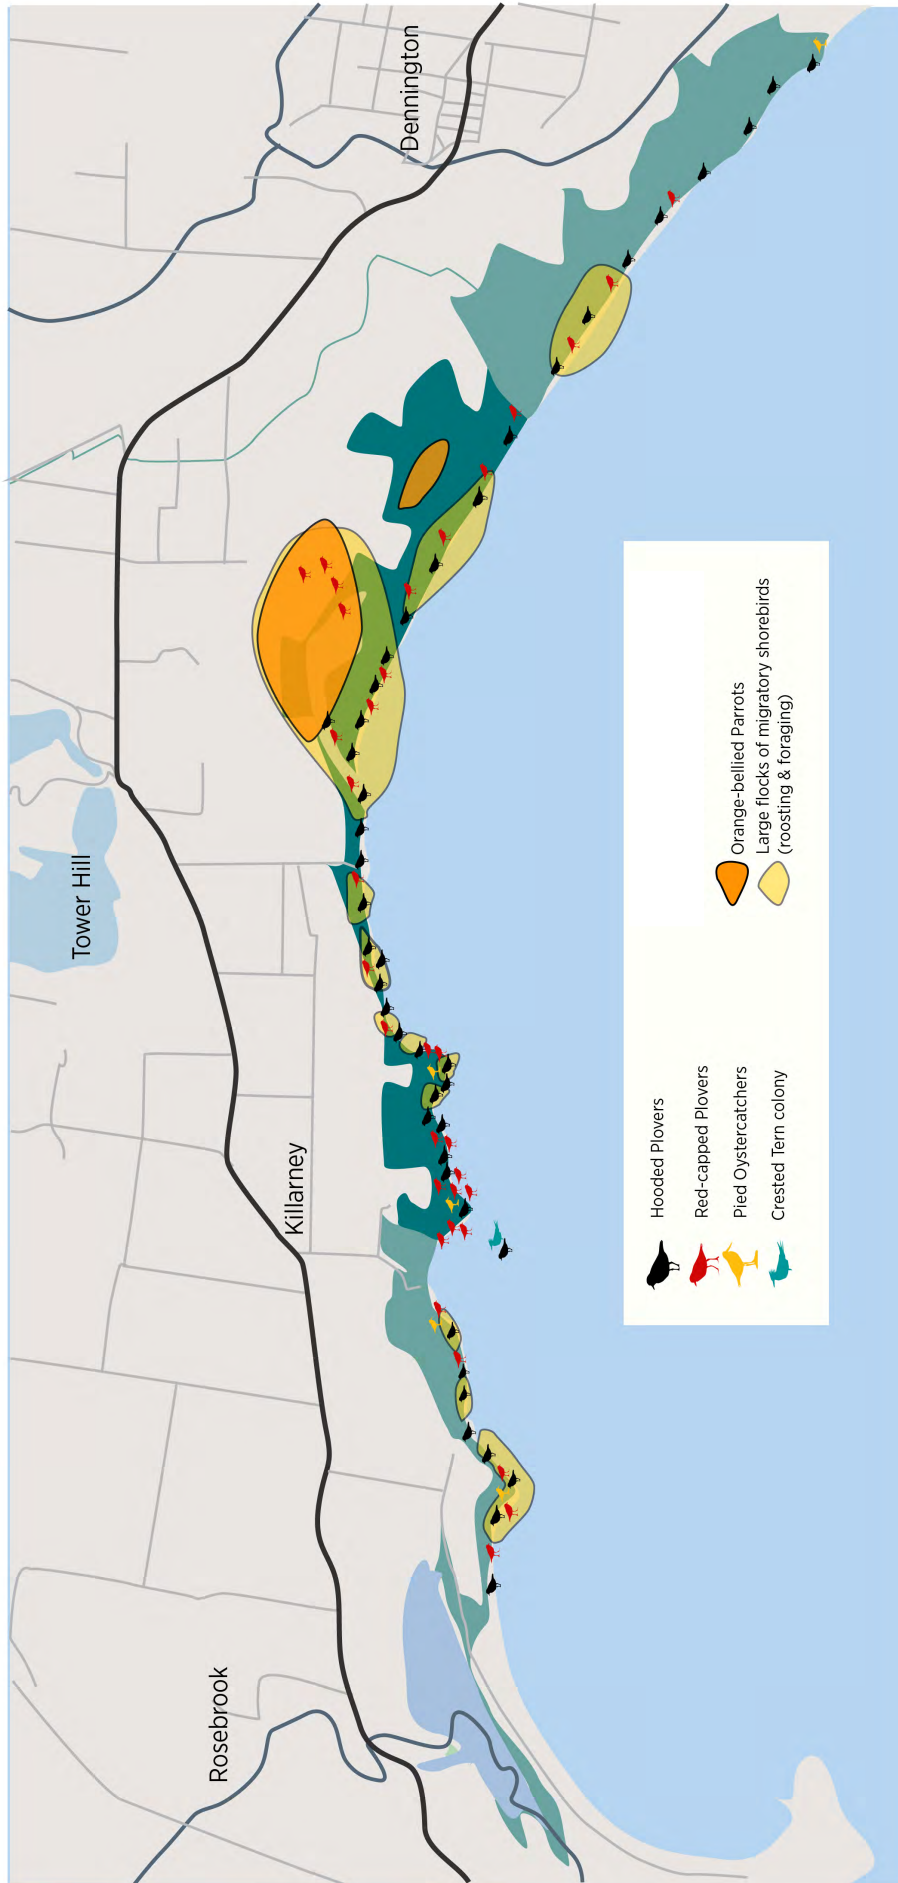 Rosebrook
Killarney
Tower Hill
Dennington
Hooded Plovers
Red-capped Plovers
Pied Oystercatchers
Crested Tern colony
Orange-bellied Parrots
Large flocks of migratory shorebirds
(roosting & foraging)